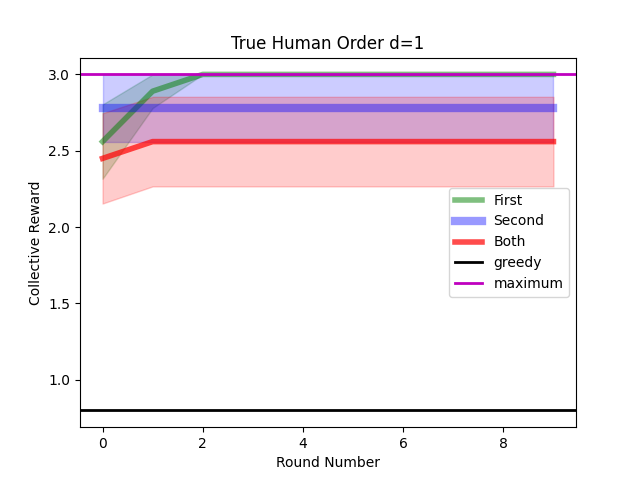 True Human Order d=1
Collective Reward
3.0
2.5
2.0
1.5
1.0
First
Second
Both
greedy
maximum
0 2 4 6 8
Round Number